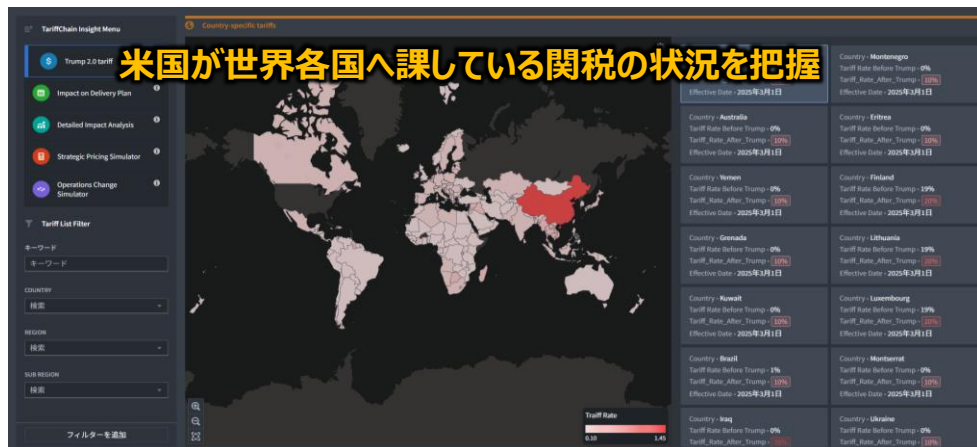 TariffChain Insight Menu
Trump 2.0 tariff
Impact on Delivery Plan
Detailed Impact Analysis
Strategic Pricing Simulator
Operations Change
Simulator
Tariff List Filter
キーワード
キーワード
COUNTRY
検索
REGION
検索
SUB REGION
検索
フィルターを追加
Country-specific tariffs
米国が世界各国へ課している関税の状況を把握
Traiff Rate
0.10 1.45
Effective Date - 2025年3月1日
Country - Montenegro
Tariff Rate Before Trump - 0%
Tariff_Rate_After_Trump - 10%
Effective Date - 2025年3月1日
Country - Australia
Tariff Rate Before Trump - 0%
Tariff_Rate_After_Trump - 10%
Effective Date - 2025年3月1日
Country - Eritrea
Tariff Rate Before Trump - 0%
Tariff_Rate_After_Trump - 10%
Effective Date - 2025年3月1日
Country - Yemen
Tariff Rate Before Trump - 0%
Tariff_Rate_After_Trump - 10%
Effective Date - 2025年3月1日
Country - Finland
Tariff Rate Before Trump - 19%
Tariff_Rate_After_Trump - 20%
Effective Date - 2025年3月1日
Country - Grenada
Tariff Rate Before Trump - 0%
Tariff_Rate_After_Trump - 10%
Effective Date - 2025年3月1日
Country - Lithuania
Tariff Rate Before Trump - 19%
Tariff_Rate_After_Trump - 20%
Effective Date - 2025年3月1日
Country - Kuwait
Tariff Rate Before Trump - 0%
Tariff_Rate_After_Trump - 10%
Effective Date - 2025年3月1日
Country - Luxembourg
Tariff Rate Before Trump - 19%
Tariff_Rate_After_Trump - 20%
Effective Date - 2025年3月1日
Country - Brazil
Tariff Rate Before Trump - 1%
Tariff_Rate_After_Trump - 10%
Effective Date - 2025年3月1日
Country - Montserrat
Tariff Rate Before Trump - 0%
Tariff_Rate_After_Trump - 10%
Effective Date - 2025年3月1日
Country - Iraq
Tariff Rate Before Trump - 0%
Tariff_Rate_After_Trump -
Country - Ukraine
Tariff Rate Before Trump - 0%
Tariff_Rate_After_Trump - 10%